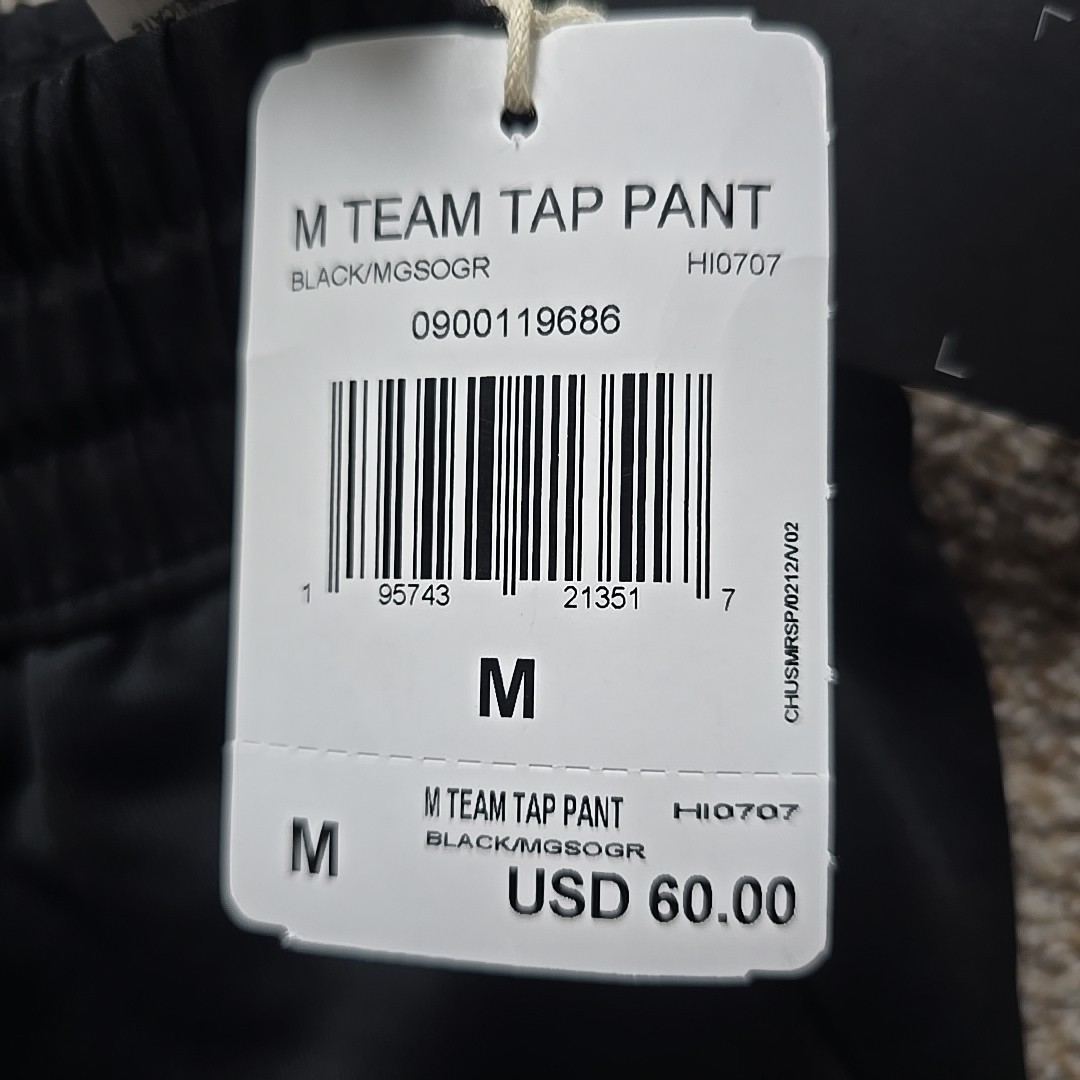 M TEAM TAP PANT
BLACK/MGSOGR HI0707
0900119686
1 95743 21351 7
M
CHUSMRSP/0212/V02
M TEAM TAP PANT HI0707
M
BLACK/MGSOGR
USD 60.00